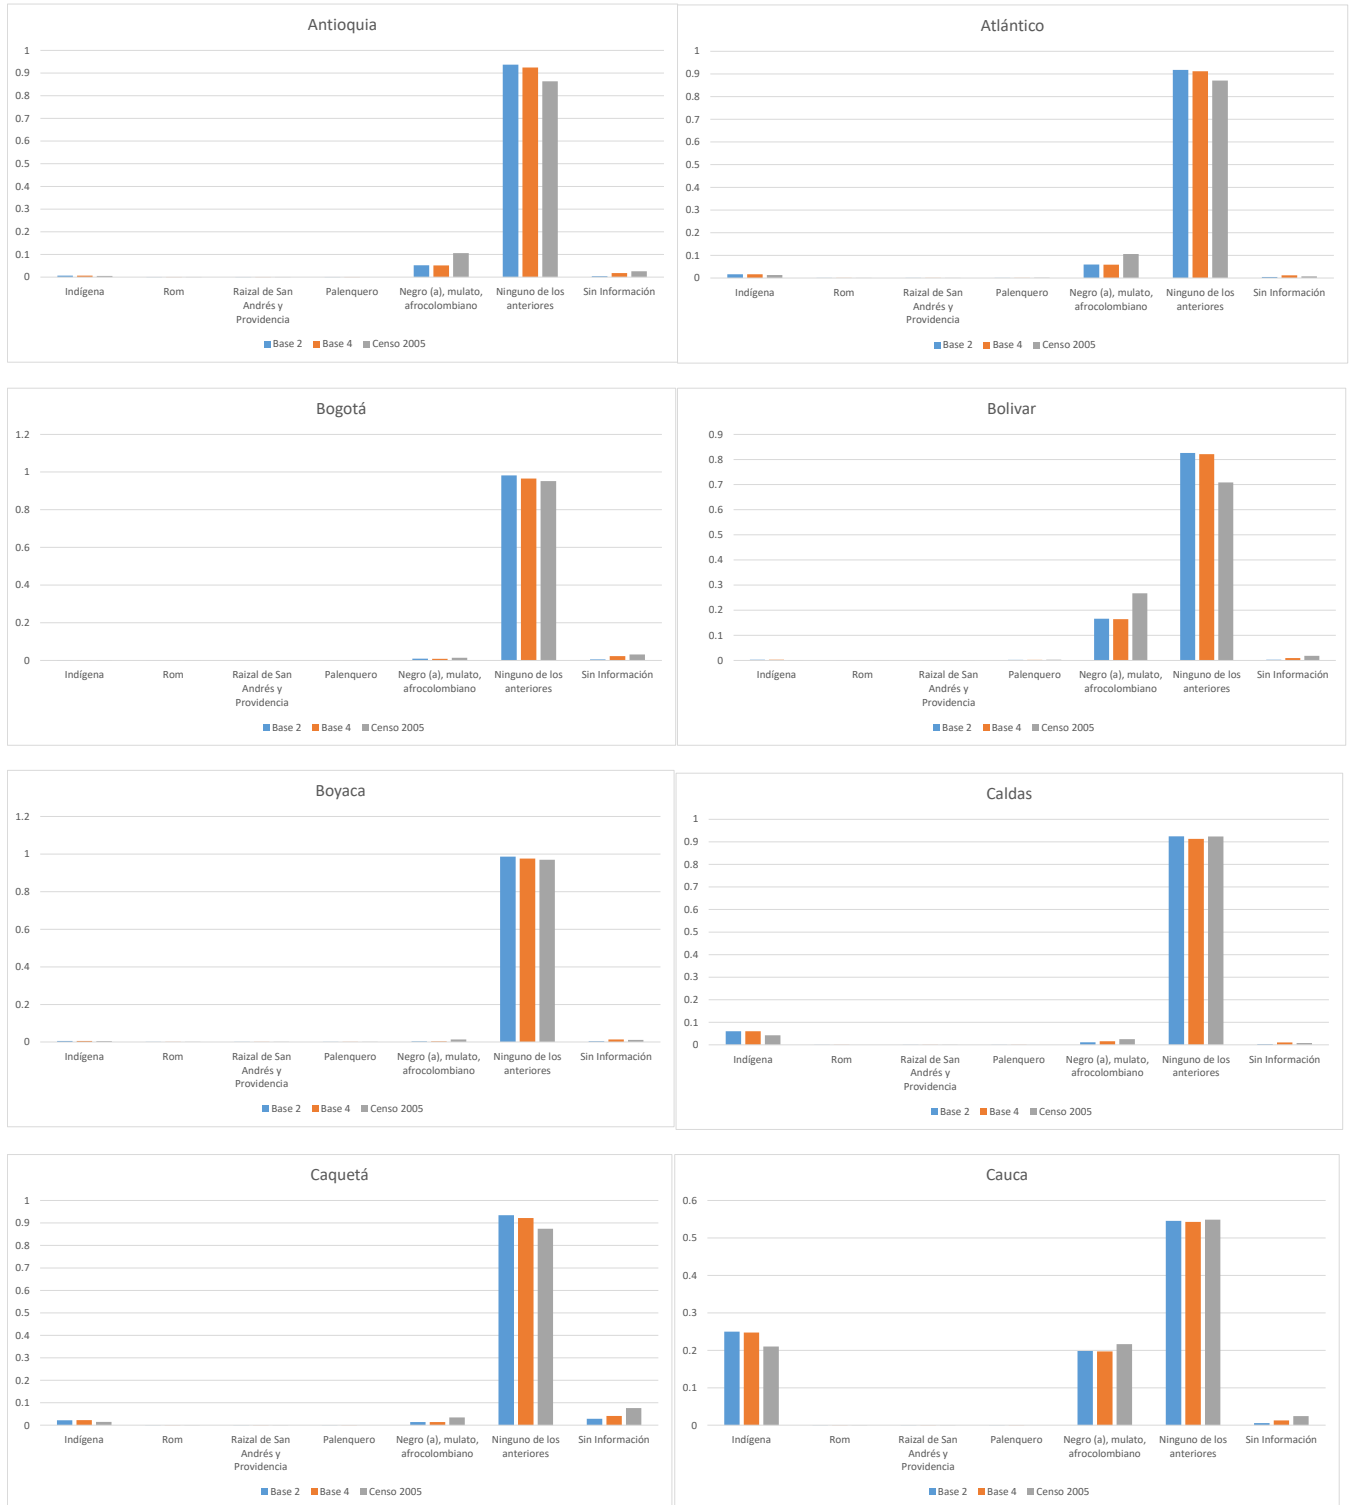 Antioquia
1
0.9
0.8
0.7
0.6
0.5
0.4
0.3
0.2
0.1
0
Indígena Rom Raizal de San Palenquero Negro (a), mulato, Ninguno de los Sin Información
Andrés y afrocolombiano anteriores
Providencia
Base 2 Base 4 Censo 2005
Atlántico
1
0.9
0.8
0.7
0.6
0.5
0.4
0.3
0.2
0.1
0
Indígena Rom Raizal de San Palenquero Negro (a), mulato, Ninguno de los Sin Información
Andrés y afrocolombiano anteriores
Providencia
Base 2 Base 4 Censo 2005
Bogotá
1.2
1
0.8
0.6
0.4
0.2
0
Indígena Rom Raizal de San Palenquero Negro (a), mulato, Ninguno de los Sin Información
Andrés y afrocolombiano anteriores
Providencia
Base 2 Base 4 Censo 2005
Bolivar
0.9
0.8
0.7
0.6
0.5
0.4
0.3
0.2
0.1
0
Indígena Rom Raizal de San Palenquero Negro (a), mulato, Ninguno de los Sin Información
Andrés y afrocolombiano anteriores
Providencia
Base 2 Base 4 Censo 2005
Boyaca
1.2
1
0.8
0.6
0.4
0.2
0
Indígena Rom Raizal de San Palenquero Negro (a), mulato, Ninguno de los Sin Información
Andrés y afrocolombiano anteriores
Providencia
Base 2 Base 4 Censo 2005
Caldas
1
0.9
0.8
0.7
0.6
0.5
0.4
0.3
0.2
0.1
0
Indígena Rom Raizal de San Palenquero Negro (a), mulato, Ninguno de los Sin Información
Andrés y afrocolombiano anteriores
Providencia
Base 2 Base 4 Censo 2005
Caquetá
1
0.9
0.8
0.7
0.6
0.5
0.4
0.3
0.2
0.1
0
Indígena Rom Raizal de San Palenquero Negro (a), mulato, Ninguno de los Sin Información
Andrés y afrocolombiano anteriores
Providencia
Base 2 Base 4 Censo 2005
Cauca
0.6
0.5
0.4
0.3
0.2
0.1
0
Indígena Rom Raizal de San Palenquero Negro (a), mulato, Ninguno de los Sin Información
Andrés y afrocolombiano anteriores
Providencia
Base 2 Base 4 Censo 2005